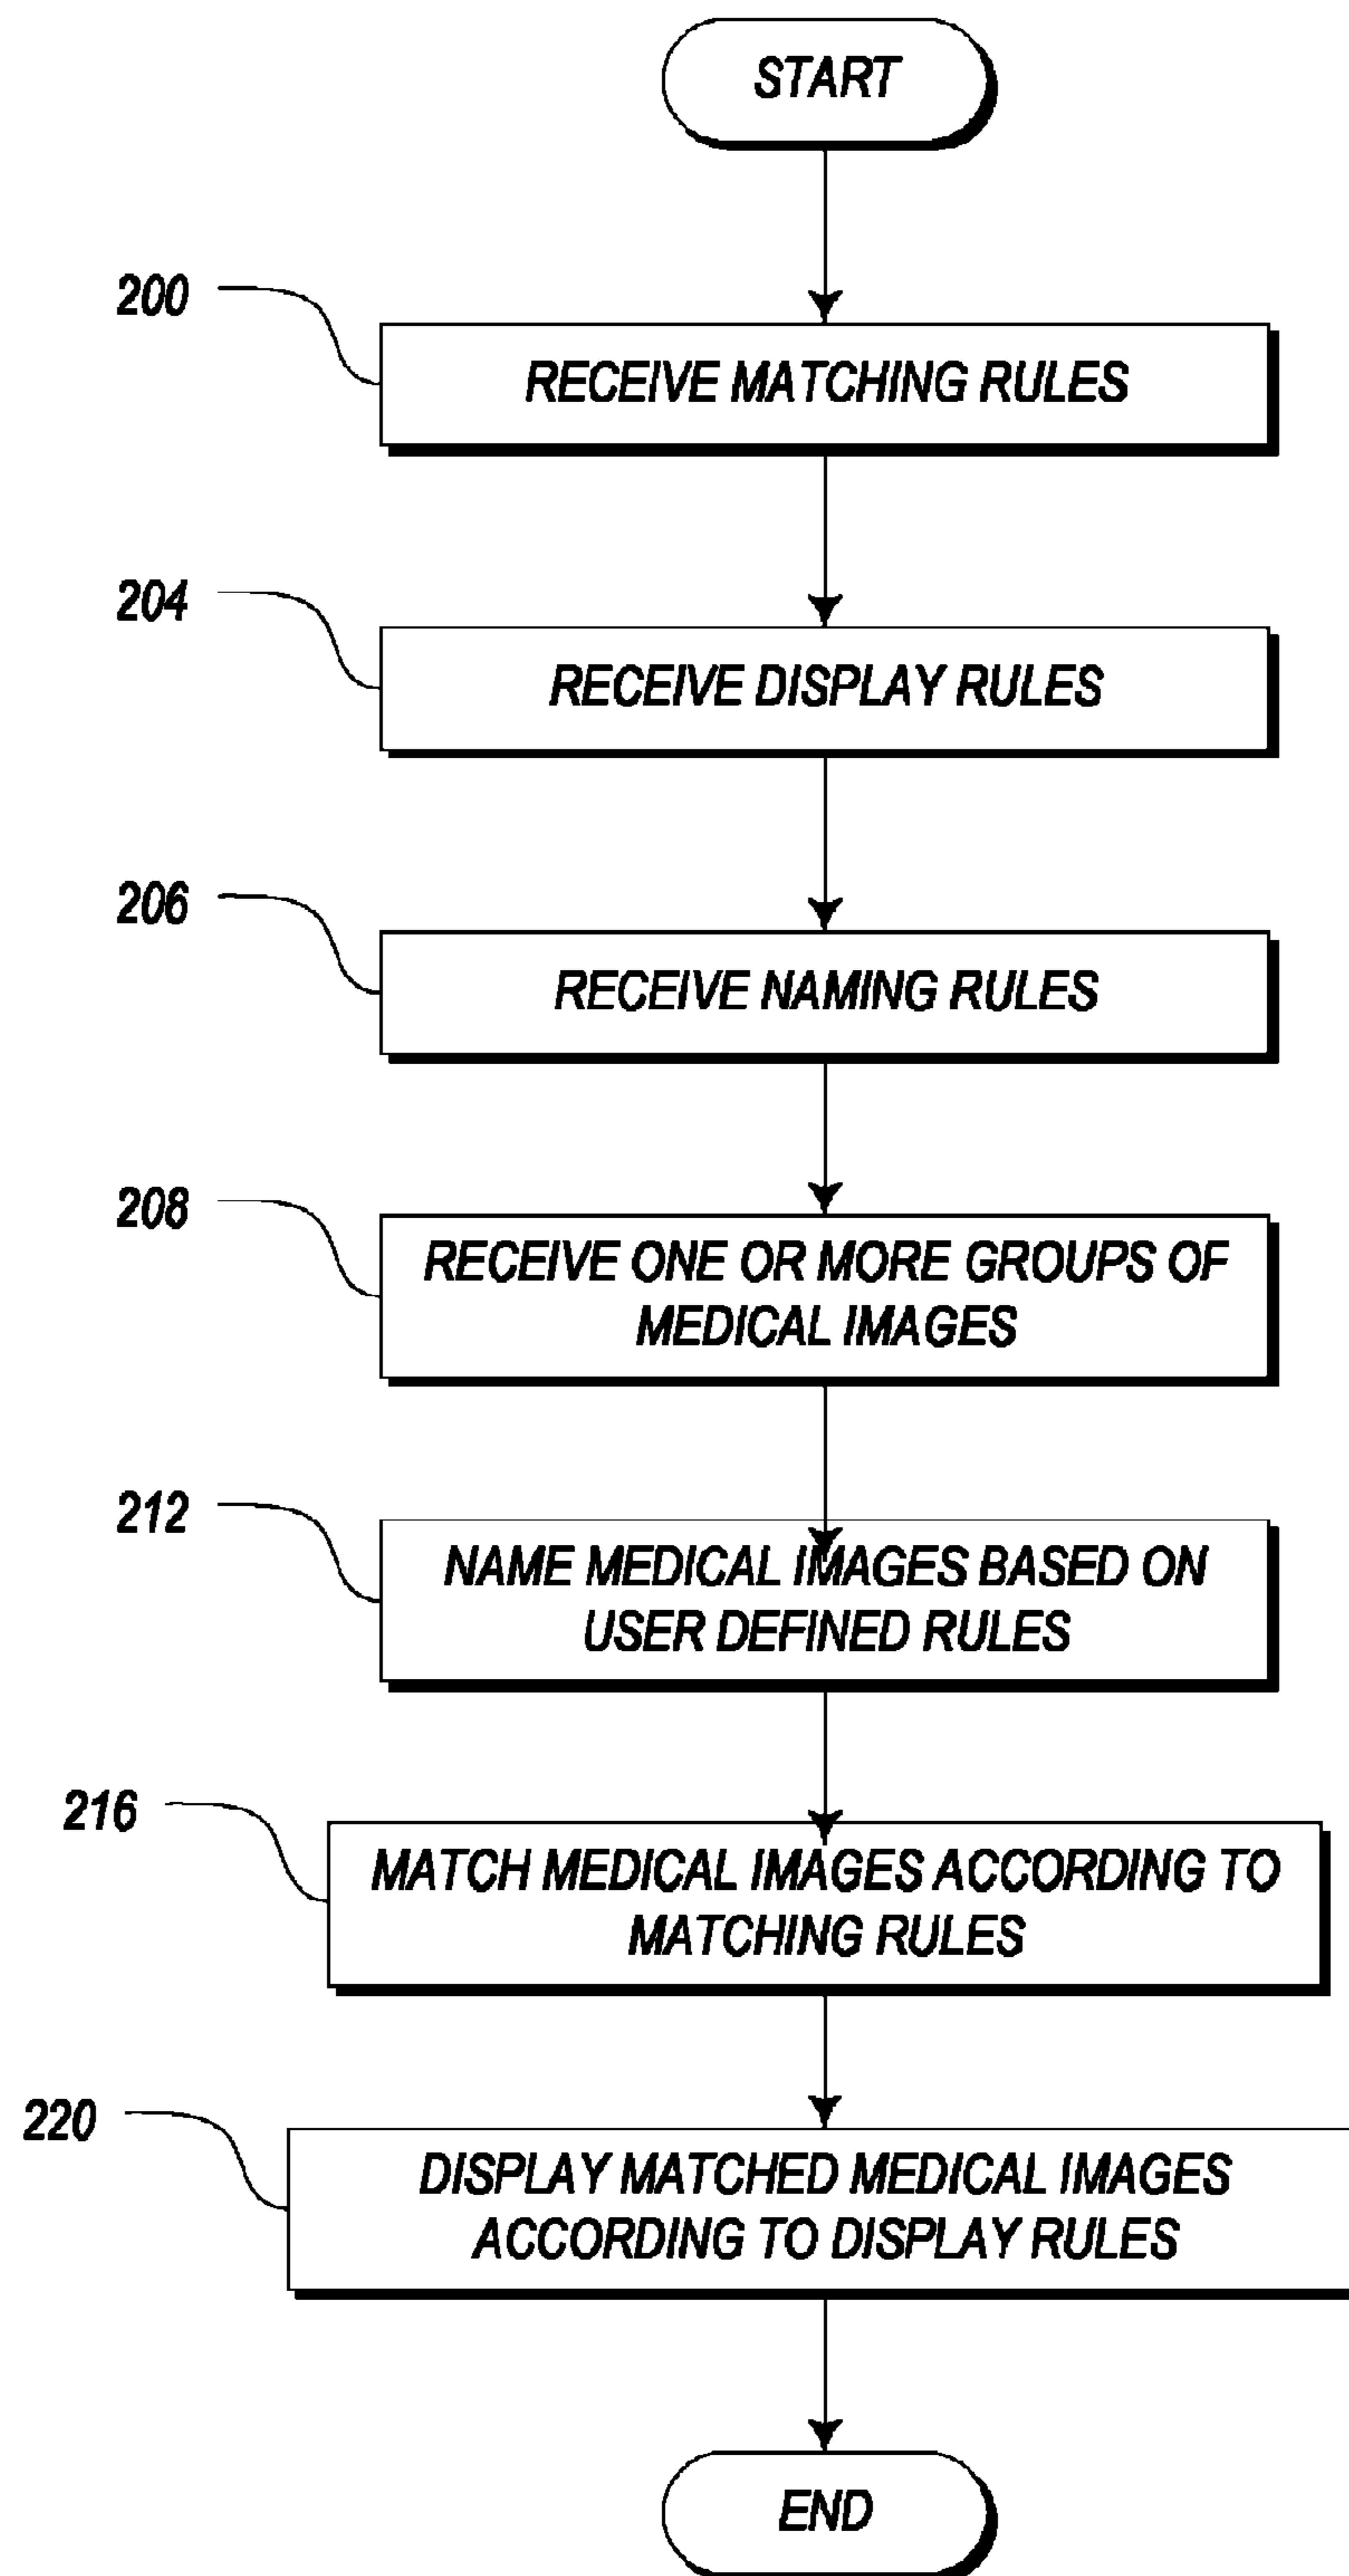 START
200
RECEIVE MATCHING RULES
204
RECEIVE DISPLAY RULES
206
RECEIVE NAMING RULES
208
RECEIVE ONE OR MORE GROUPS OF
MEDICAL IMAGES
212
NAME MEDICAL IMAGES BASED ON
USER DEFINED RULES
216
MATCH MEDICAL IMAGES ACCORDING TO
MATCHING RULES
220
DISPLAY MATCHED MEDICAL IMAGES
ACCORDING TO DISPLAY RULES
END